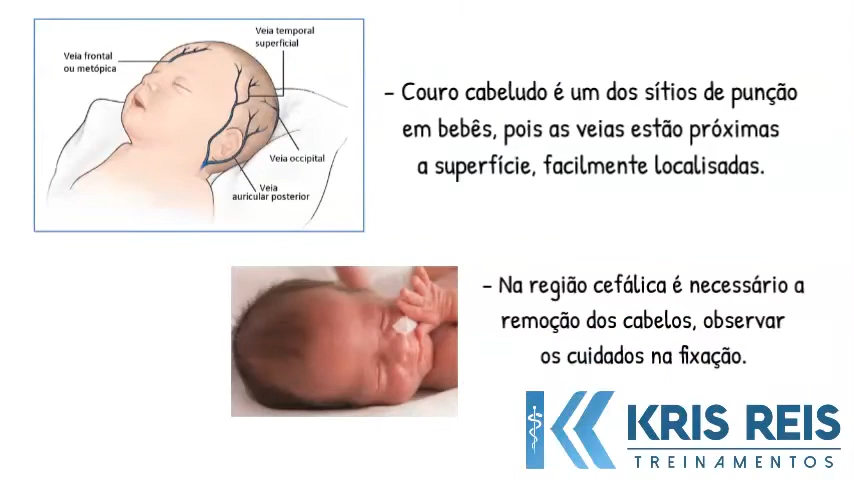 Veia temporal
superficial
Veia frontal
ou metópica
Veia occipital
Veia
auricular posterior
– Couro cabeludo é um dos sítios de punção
em bebês, pois as veias estão próximas
a superfície, facilmente localisadas.
– Na região cefálica é necessário a
remoção dos cabelos, observar
os cuidados na fixação.
KRIS REIS
TREINAMENTOS